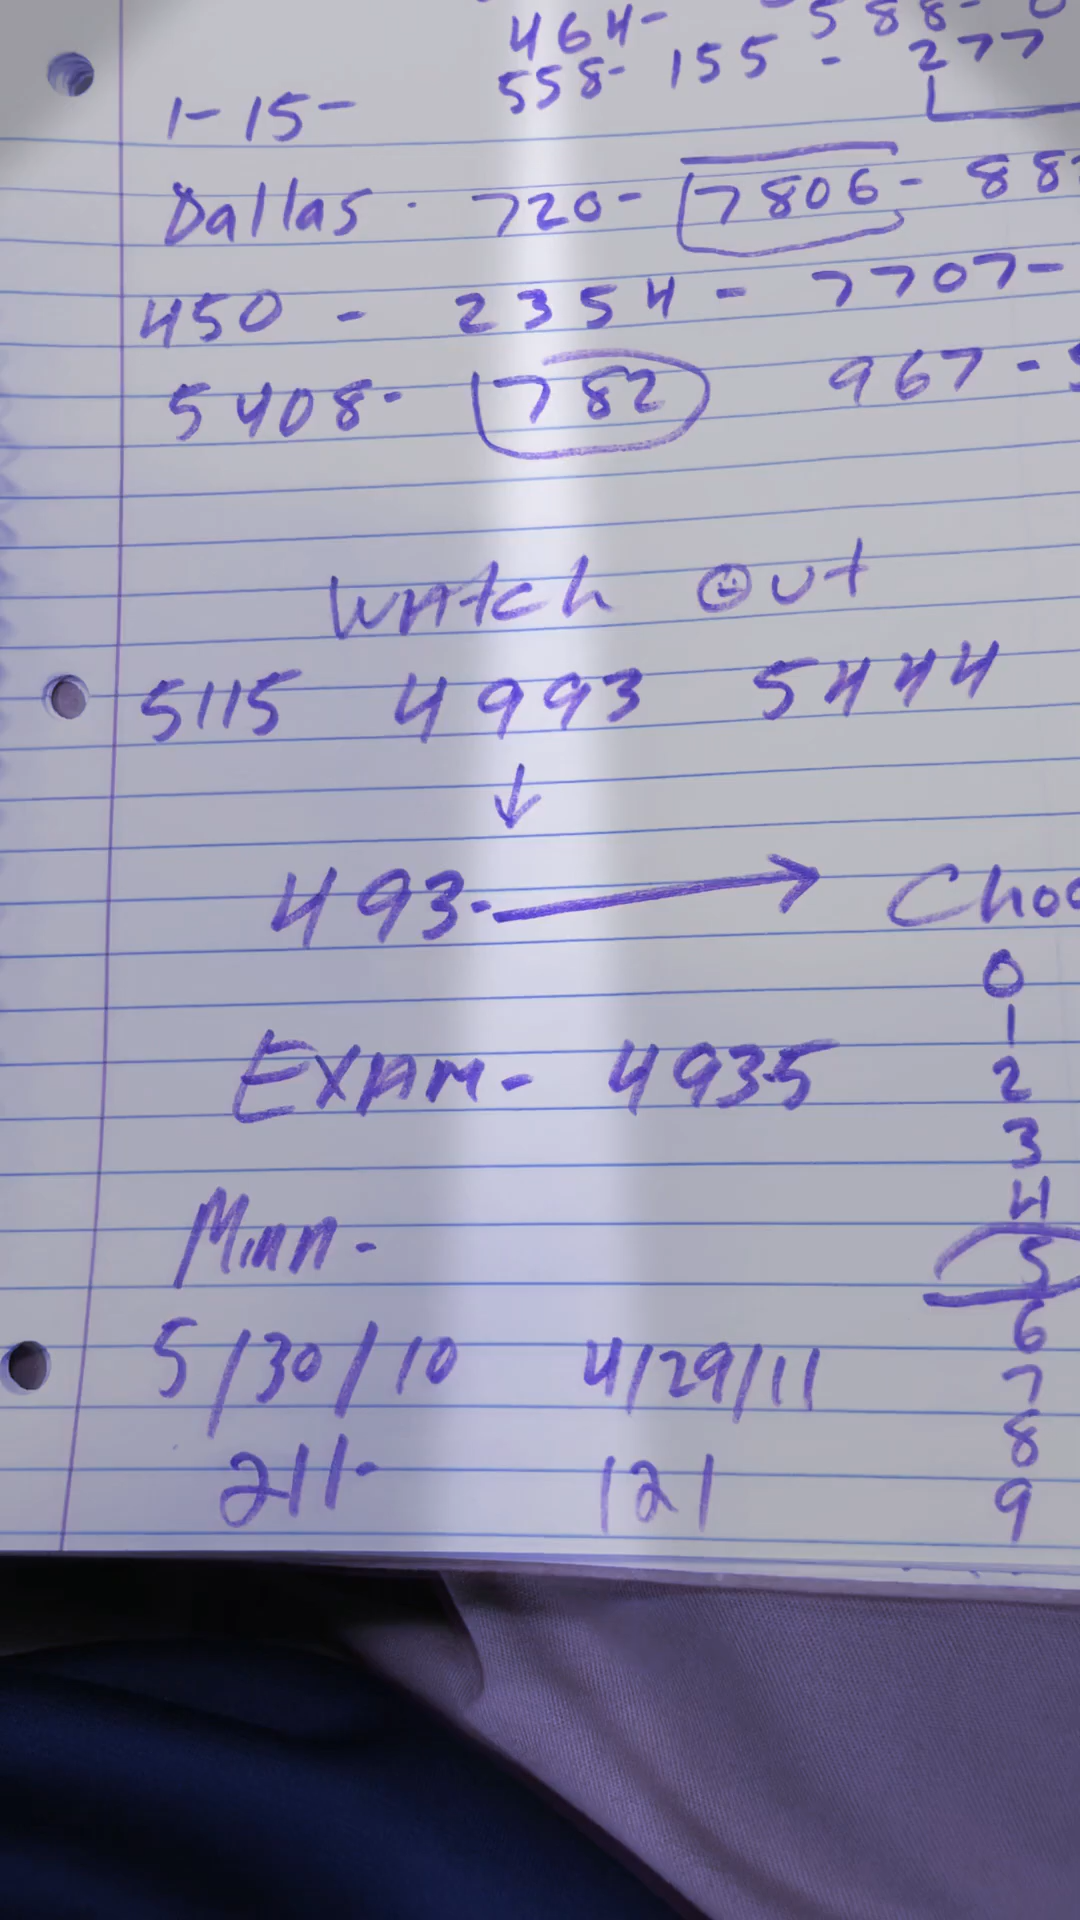 464- 588-
558- 155 - 277
1-15-
Dallas. 720- 7806 - 88
450 - 2354 - 7707-
5408- 782 967 -
Watch Out
5115 4993 5444
↓
493- → Choo
0
1
2
Exam- 4935
3
4
Minn-
5
6
5/30/10 4/29/11
7
8
211- 121
9